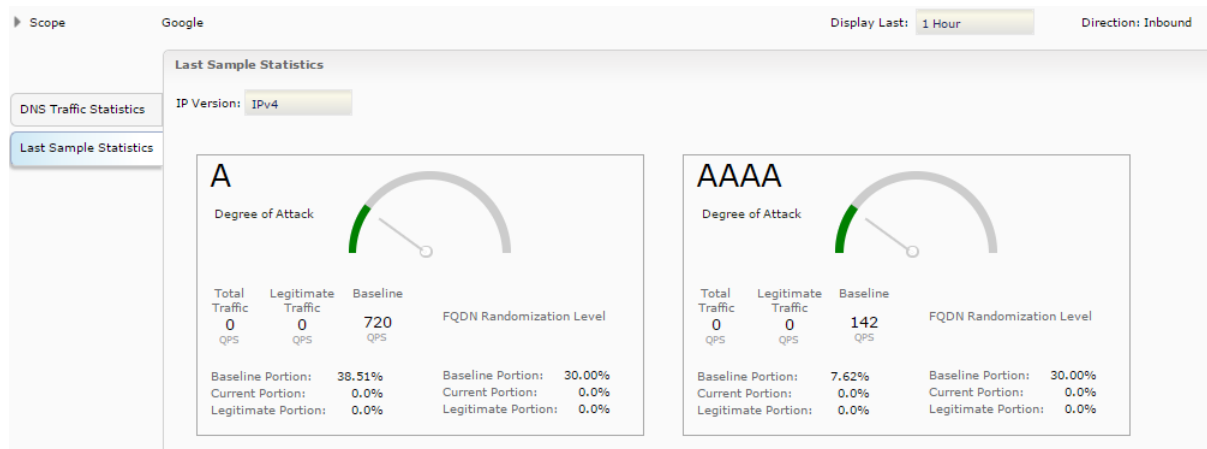 Scope Google Display Last: 1 Hour Direction: Inbound
Last Sample Statistics
DNS Traffic Statistics
Last Sample Statistics
IP Version: IPv4
A
Degree of Attack
Total Traffic
0
QPS
Legitimate Traffic
0
QPS
Baseline
720
QPS
FQDN Randomization Level
Baseline Portion: 38.51%
Current Portion: 0.0%
Legitimate Portion: 0.0%
Baseline Portion: 30.00%
Current Portion: 0.0%
Legitimate Portion: 0.0%
AAAA
Degree of Attack
Total Traffic
0
QPS
Legitimate Traffic
0
QPS
Baseline
142
QPS
FQDN Randomization Level
Baseline Portion: 7.62%
Current Portion: 0.0%
Legitimate Portion: 0.0%
Baseline Portion: 30.00%
Current Portion: 0.0%
Legitimate Portion: 0.0%